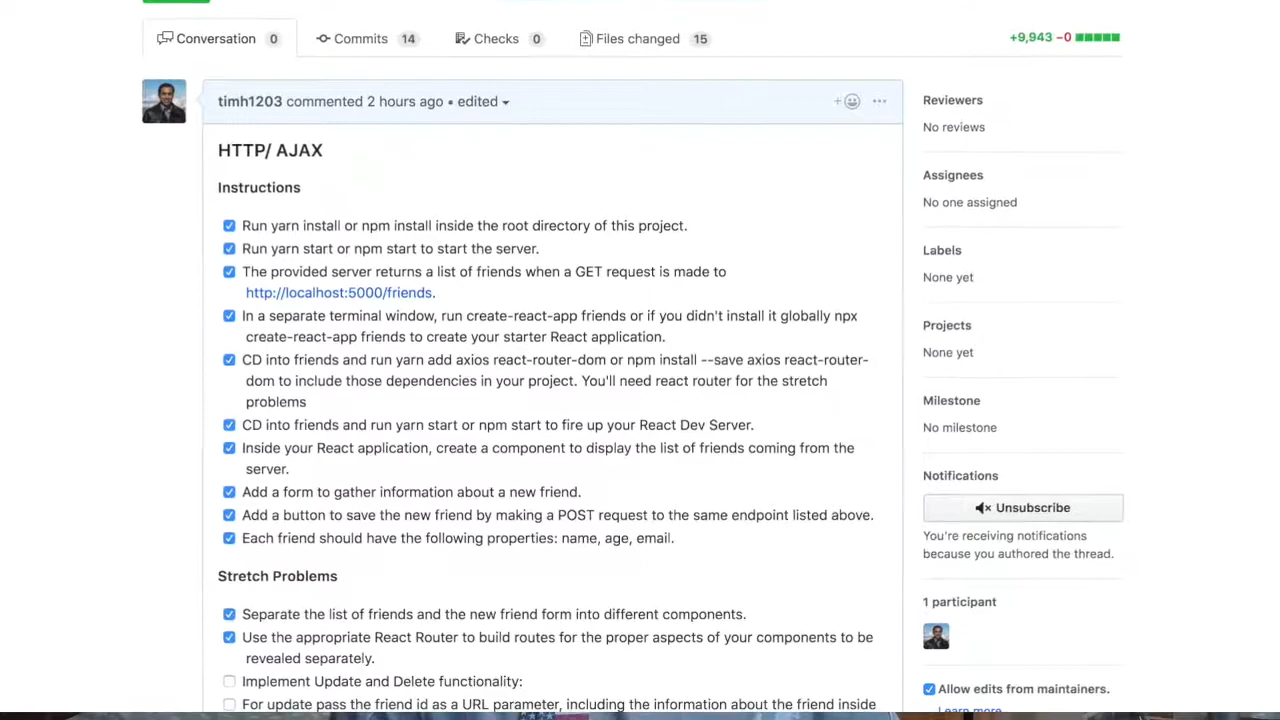 Conversation 0 Commits 14 Checks 0 Files changed 15 +9,943 −0
timh1203 commented 2 hours ago • edited
HTTP/ AJAX
Instructions
Run yarn install or npm install inside the root directory of this project.
Run yarn start or npm start to start the server.
The provided server returns a list of friends when a GET request is made to
http://localhost:5000/friends.
In a separate terminal window, run create-react-app friends or if you didn't install it globally npx
create-react-app friends to create your starter React application.
CD into friends and run yarn add axios react-router-dom or npm install --save axios react-router-
dom to include those dependencies in your project. You'll need react router for the stretch
problems
CD into friends and run yarn start or npm start to fire up your React Dev Server.
Inside your React application, create a component to display the list of friends coming from the
server.
Add a form to gather information about a new friend.
Add a button to save the new friend by making a POST request to the same endpoint listed above.
Each friend should have the following properties: name, age, email.
Stretch Problems
Separate the list of friends and the new friend form into different components.
Use the appropriate React Router to build routes for the proper aspects of your components to be
revealed separately.
Implement Update and Delete functionality:
For update pass the friend id as a URL parameter, including the information about the friend inside
Reviewers
No reviews
Assignees
No one assigned
Labels
None yet
Projects
None yet
Milestone
No milestone
Notifications
Unsubscribe
You're receiving notifications
because you authored the thread.
1 participant
Allow edits from maintainers.
Learn more